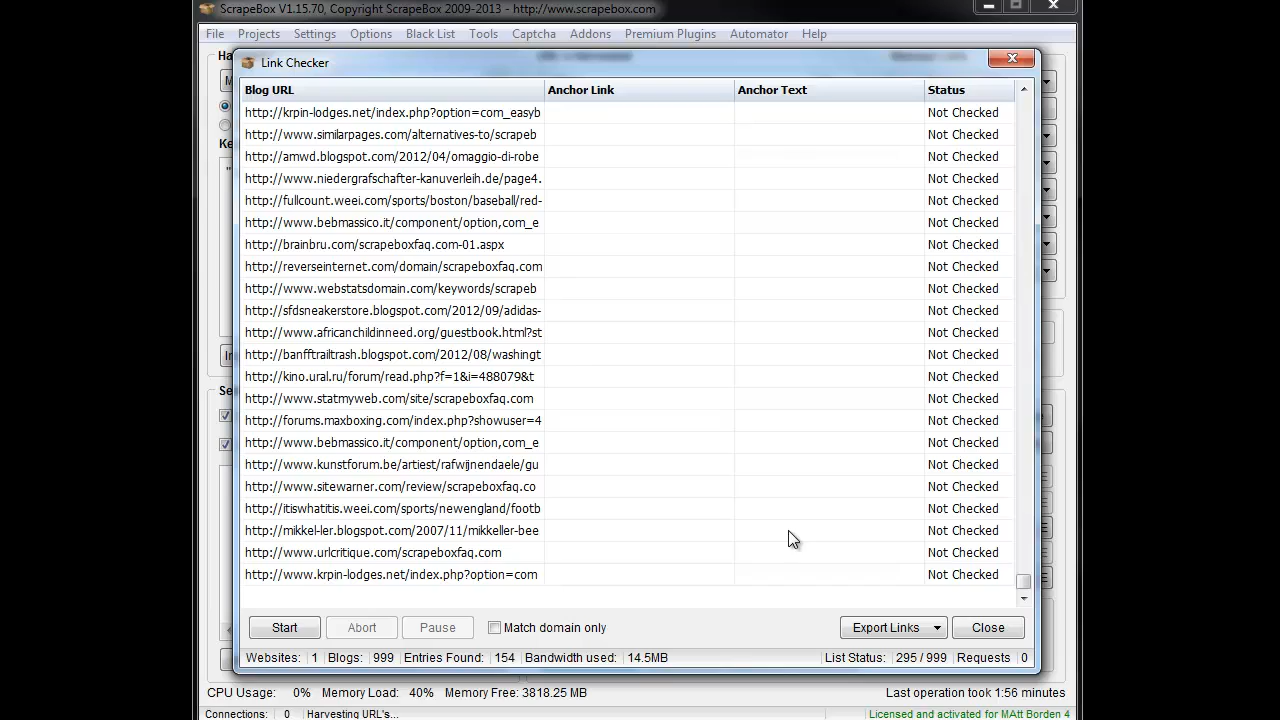 ScrapeBox V1.15.70, Copyright ScrapeBox 2009-2013 - http://www.scrapebox.com
File Projects Settings Options Black List Tools Captcha Addons Premium Plugins Automator Help
Link Checker
Blog URL Anchor Link Anchor Text Status
http://krpin-lodges.net/index.php?option=com_easyb Not Checked
http://www.similarpages.com/alternatives-to/scrapeb Not Checked
http://amwd.blogspot.com/2012/04/omaggio-di-robe Not Checked
http://www.niedergrafschafter-kanuverleih.de/page4. Not Checked
http://fullcount.weei.com/sports/boston/baseball/red- Not Checked
http://www.bebmassico.it/component/option,com_e Not Checked
http://brainbru.com/scrapeboxfaq.com-01.aspx Not Checked
http://reverseinternet.com/domain/scrapeboxfaq.com Not Checked
http://www.webstatsdomain.com/keywords/scrapeb Not Checked
http://sfdsneakerstore.blogspot.com/2012/09/adidas- Not Checked
http://www.africanchildinneed.org/guestbook.html?st Not Checked
http://banfftrailtrash.blogspot.com/2012/08/washingt Not Checked
http://kino.ural.ru/forum/read.php?f=1&i=488079&t Not Checked
http://www.statmyweb.com/site/scrapeboxfaq.com Not Checked
http://forums.maxboxing.com/index.php?showuser=4 Not Checked
http://www.bebmassico.it/component/option,com_e Not Checked
http://www.kunstforum.be/artiest/rafwijnendaele/gu Not Checked
http://www.sitewarner.com/review/scrapeboxfaq.co Not Checked
http://itiswhatitis.weei.com/sports/newengland/footb Not Checked
http://mikkel-ler.blogspot.com/2007/11/mikkeller-bee Not Checked
http://www.urlcritique.com/scrapeboxfaq.com Not Checked
http://www.krpin-lodges.net/index.php?option=com Not Checked
Start Abort Pause Match domain only Export Links Close
Websites: 1 Blogs: 999 Entries Found: 154 Bandwidth used: 14.5MB List Status: 295 / 999 Requests 0
CPU Usage: 0% Memory Load: 40% Memory Free: 3818.25 MB Last operation took 1:56 minutes
Connections: 0 Harvesting URL's... Licensed and activated for MAtt Borden 4